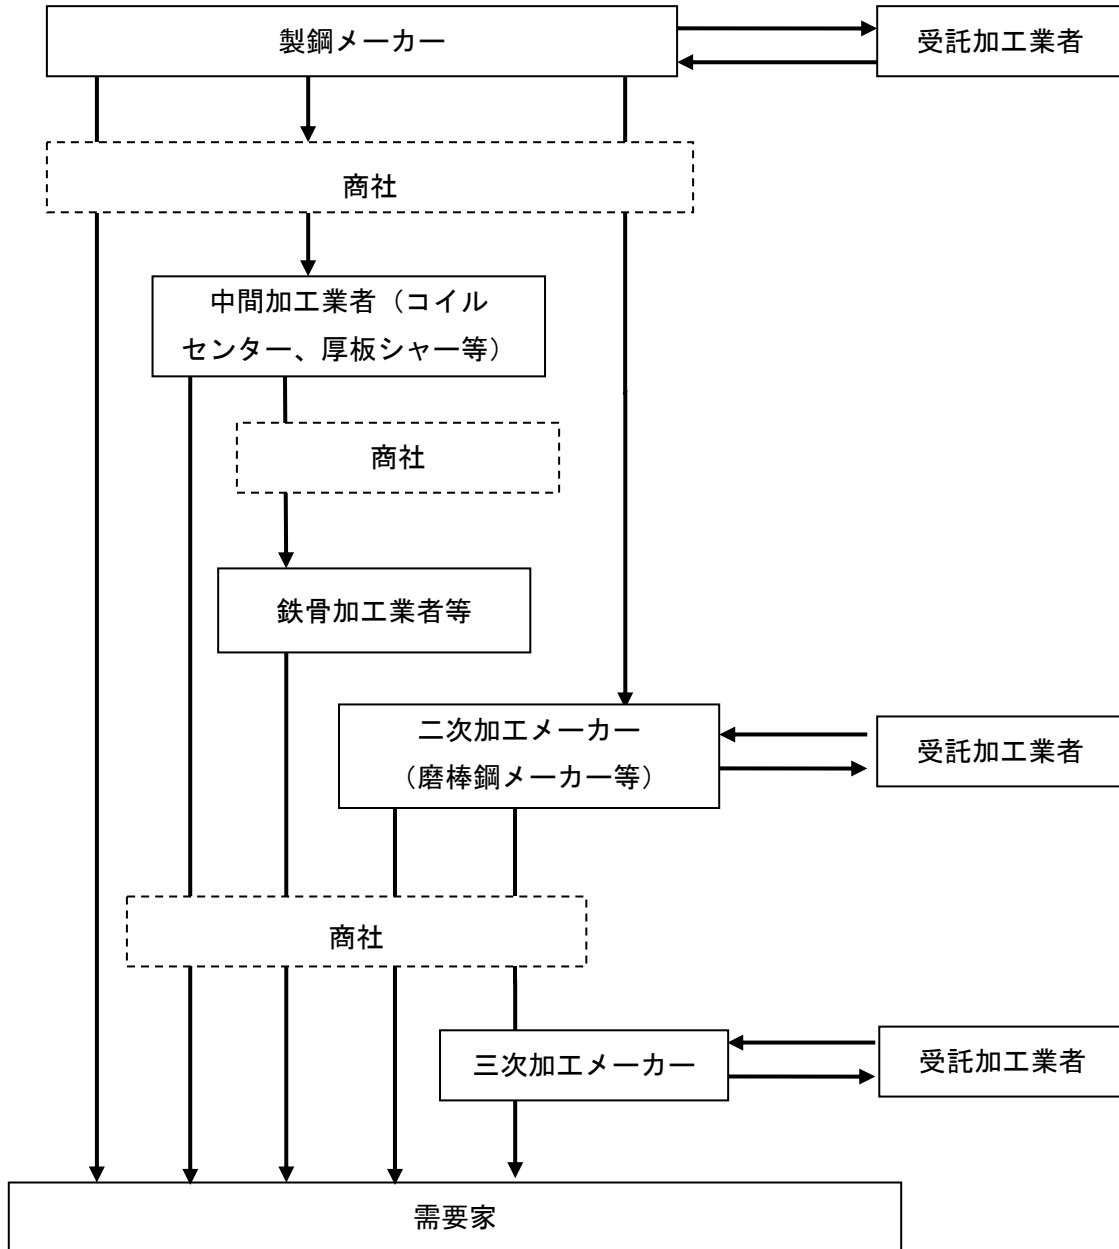 製鋼メーカー
受託加工業者
商社
中間加工業者（コイル
センター、厚板シャー等）
商社
鉄骨加工業者等
二次加工メーカー
（磨棒鋼メーカー等）
受託加工業者
商社
三次加工メーカー
受託加工業者
需要家